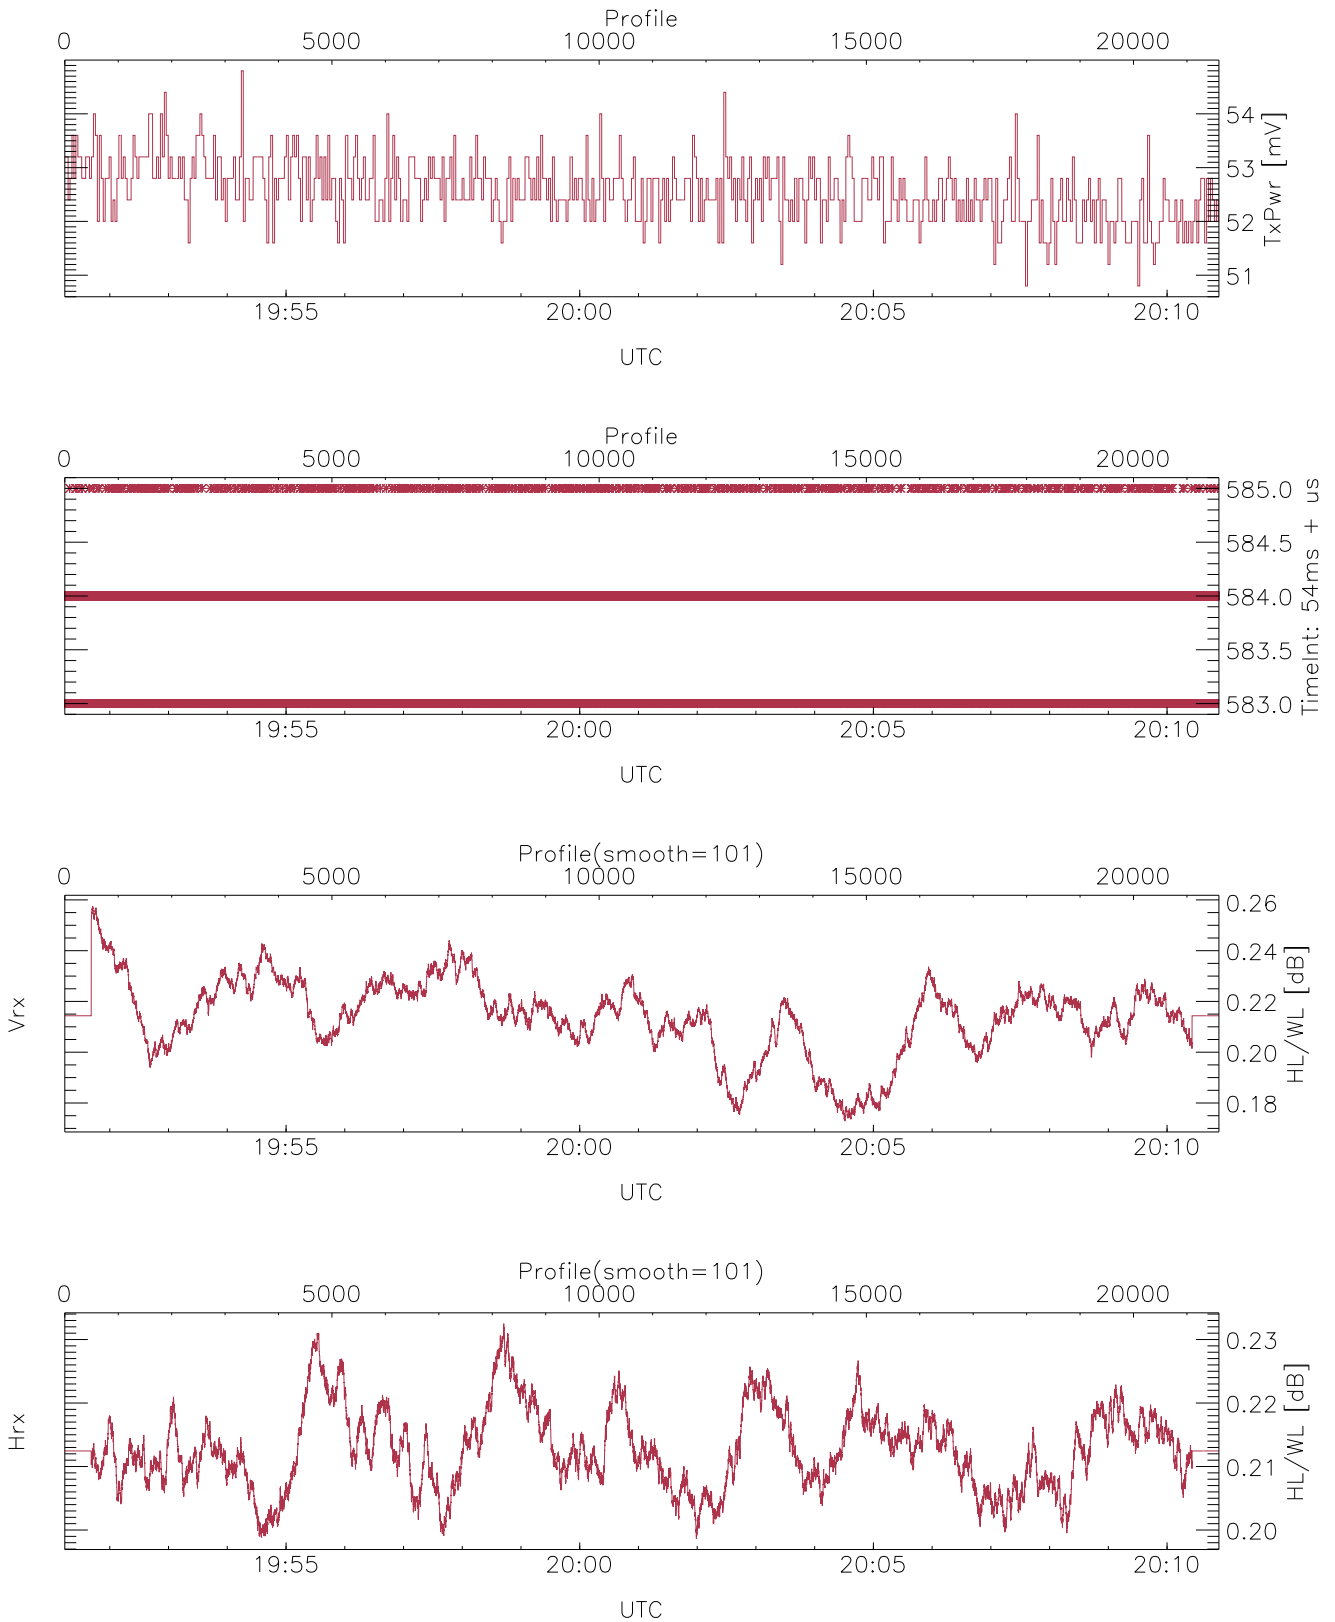 Profile
0 5000 10000 15000 20000
54
53
52
51
TxPwr [mV]
19:55 20:00 20:05 20:10
UTC
Profile
0 5000 10000 15000 20000
585.0
584.5
584.0
583.5
583.0
TimeInt: 54ms + us
19:55 20:00 20:05 20:10
UTC
Profile(smooth=101)
0 5000 10000 15000 20000
Vrx
0.26
0.24
0.22
0.20
0.18
HL/WL [dB]
19:55 20:00 20:05 20:10
UTC
Profile(smooth=101)
0 5000 10000 15000 20000
Hrx
0.23
0.22
0.21
0.20
HL/WL [dB]
19:55 20:00 20:05 20:10
UTC